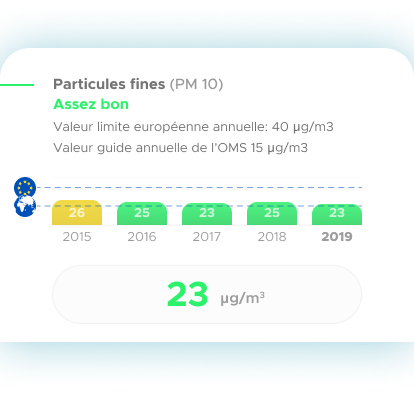 Particules fines (PM 10)
Assez bon
Valeur limite européenne annuelle: 40 µg/m3
Valeur guide annuelle de l'OMS 15 µg/m3
26 25 23 25 23
2015 2016 2017 2018 2019
23 µg/m³